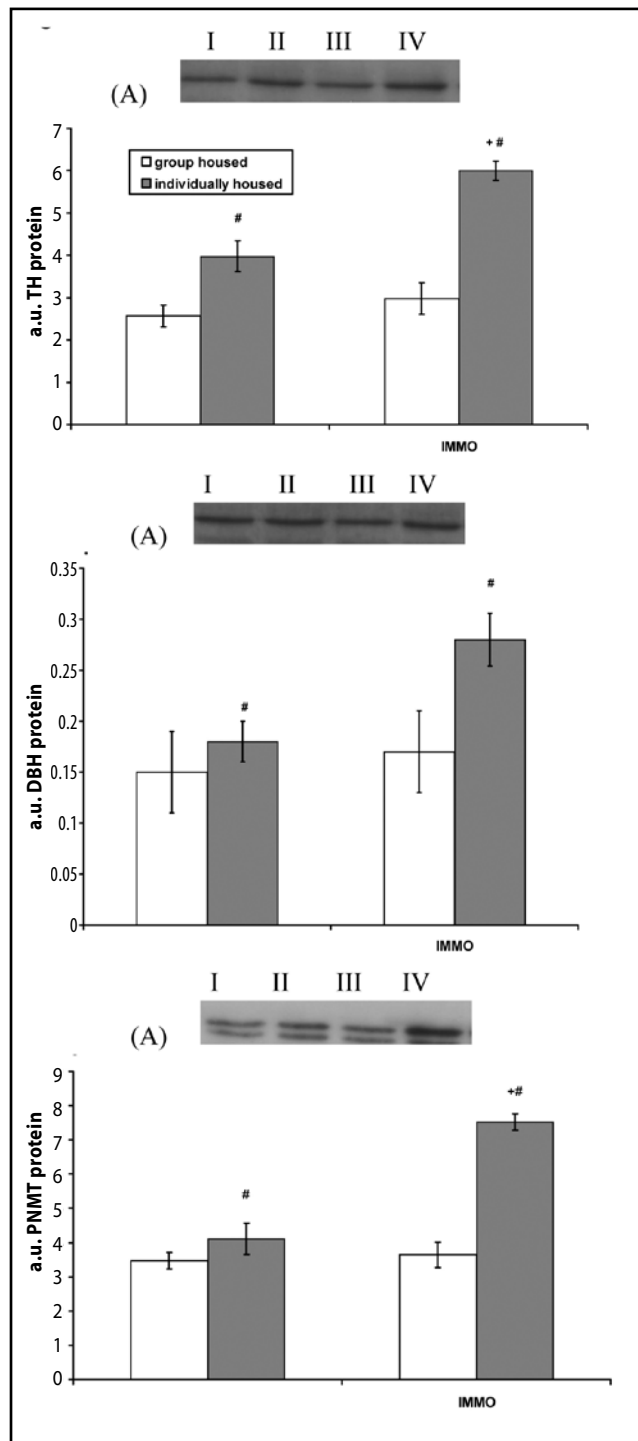 I II III IV
(A)
7
6
5
4
3
2
1
0
a.u. TH protein
group housed
individually housed
#
+ #
IMMO
I II III IV
(A)
0.35
0.3
0.25
0.2
0.15
0.1
0.05
0
a.u. DBH protein
#
#
IMMO
I II III IV
(A)
9
8
7
6
5
4
3
2
1
0
a.u. PNMT protein
#
+#
IMMO